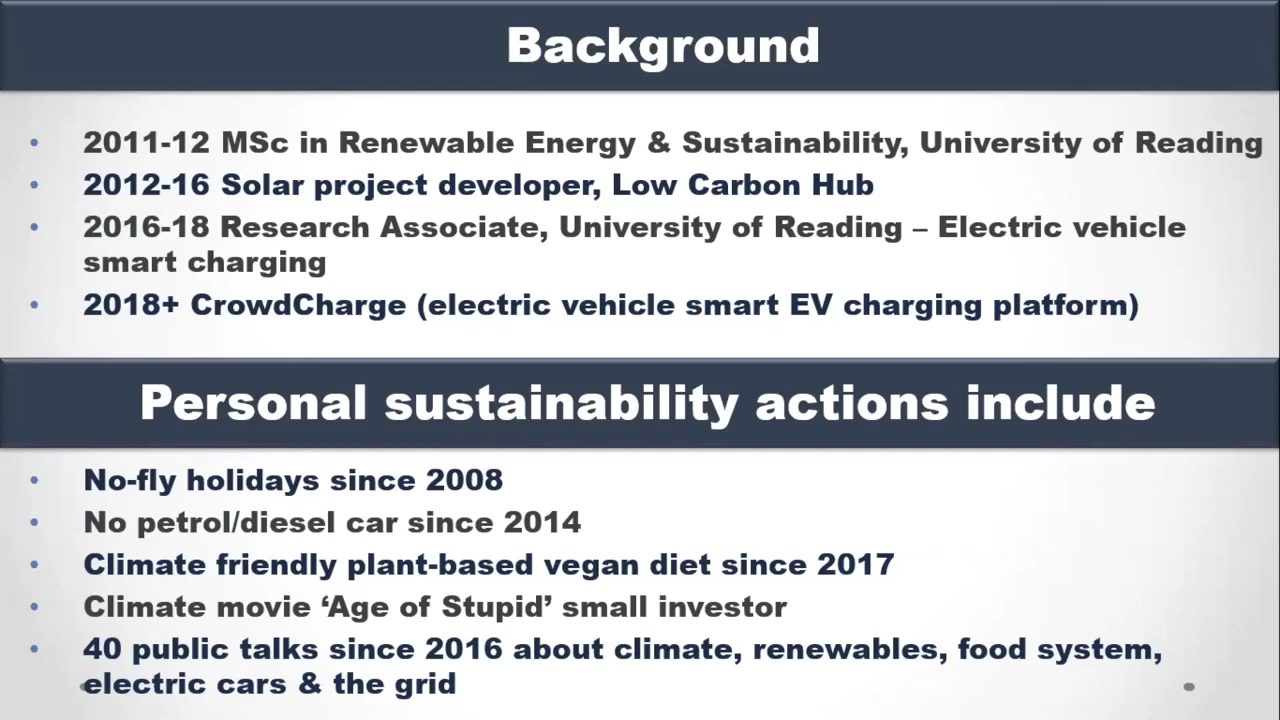 Background
• 2011-12 MSc in Renewable Energy & Sustainability, University of Reading
• 2012-16 Solar project developer, Low Carbon Hub
• 2016-18 Research Associate, University of Reading – Electric vehicle
smart charging
• 2018+ CrowdCharge (electric vehicle smart EV charging platform)
Personal sustainability actions include
• No-fly holidays since 2008
• No petrol/diesel car since 2014
• Climate friendly plant-based vegan diet since 2017
• Climate movie ‘Age of Stupid’ small investor
• 40 public talks since 2016 about climate, renewables, food system,
electric cars & the grid